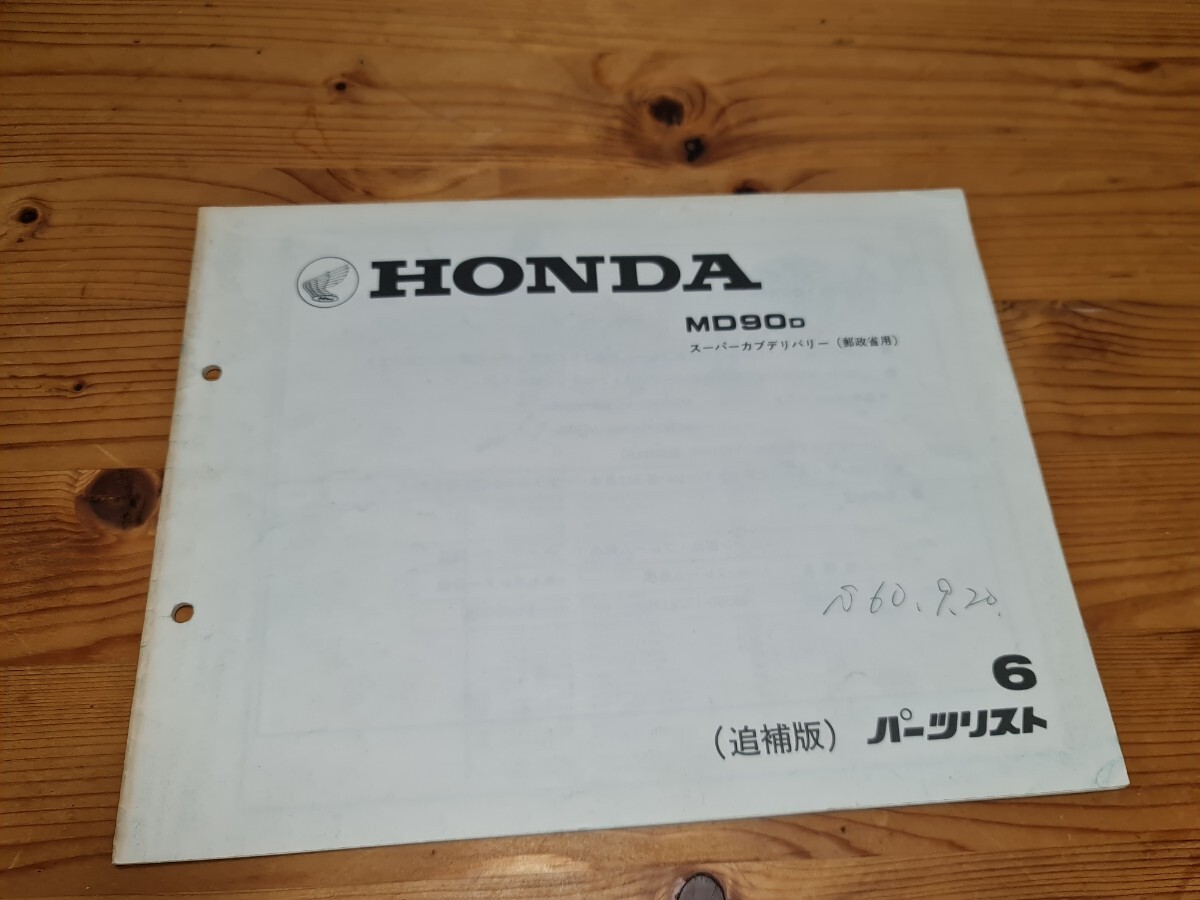 HONDA
MD90D
スーパーカブデリバリー（郵政省用）
S60.9.20.
6
（追補版）パーツリスト